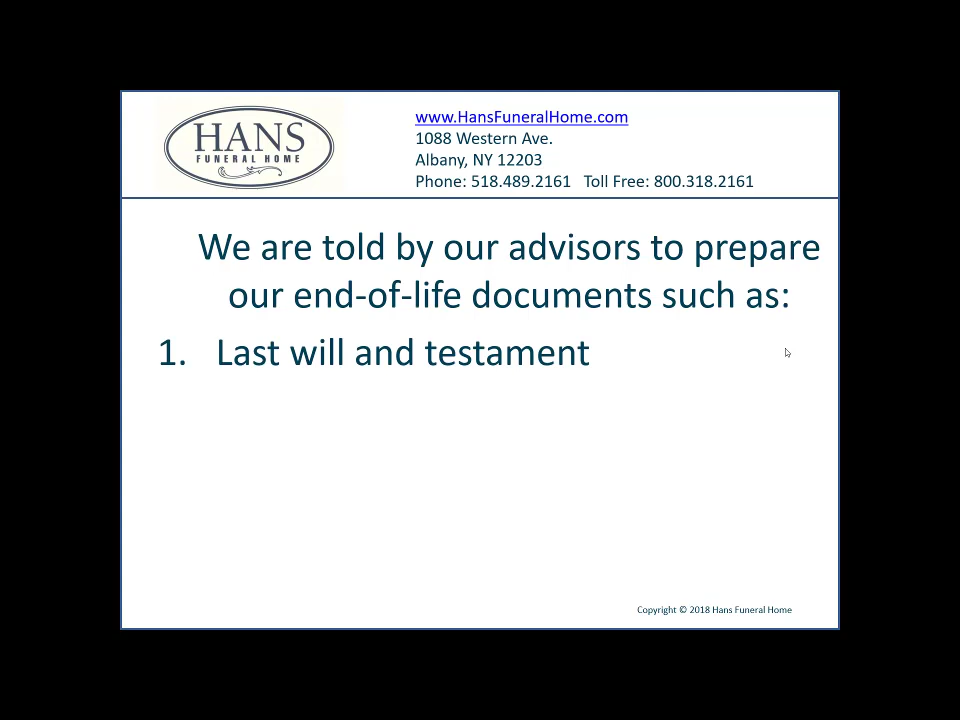 HANS
FUNERAL HOME
www.HansFuneralHome.com
1088 Western Ave.
Albany, NY 12203
Phone: 518.489.2161   Toll Free: 800.318.2161
We are told by our advisors to prepare
our end-of-life documents such as:
1. Last will and testament
Copyright © 2018 Hans Funeral Home